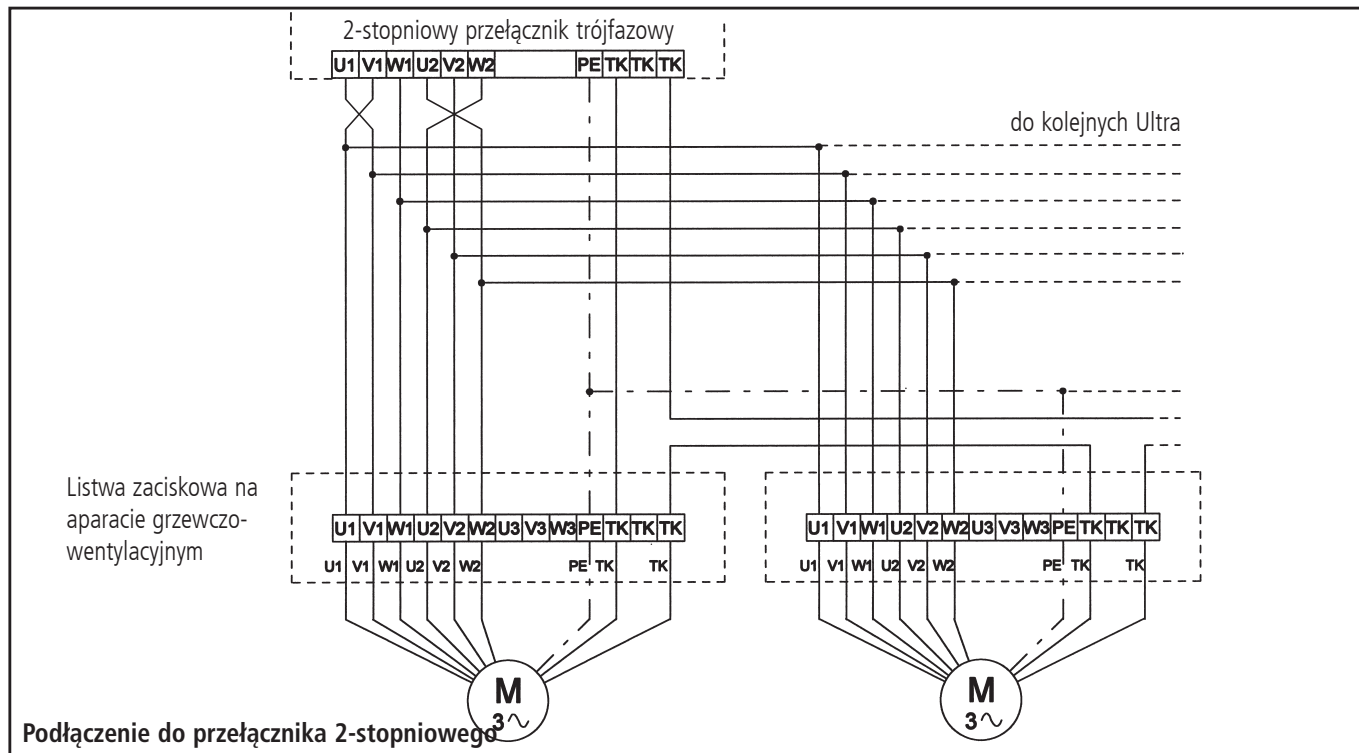 2-stopniowy przełącznik trójfazowy
U1 V1 W1 U2 V2 W2 PE TK TK TK
do kolejnych Ultra
Listwa zaciskowa na
aparacie grzewczo-
wentylacyjnym
U1 V1 W1 U2 V2 W2 U3 V3 W3 PE TK TK TK
U1 V1 W1 U2 V2 W2 PE TK TK
U1 V1 W1 U2 V2 W2 U3 V3 W3 PE TK TK TK
U1 V1 W1 U2 V2 W2 PE TK TK
M
3~
M
3~
Podłączenie do przełącznika 2-stopniowego